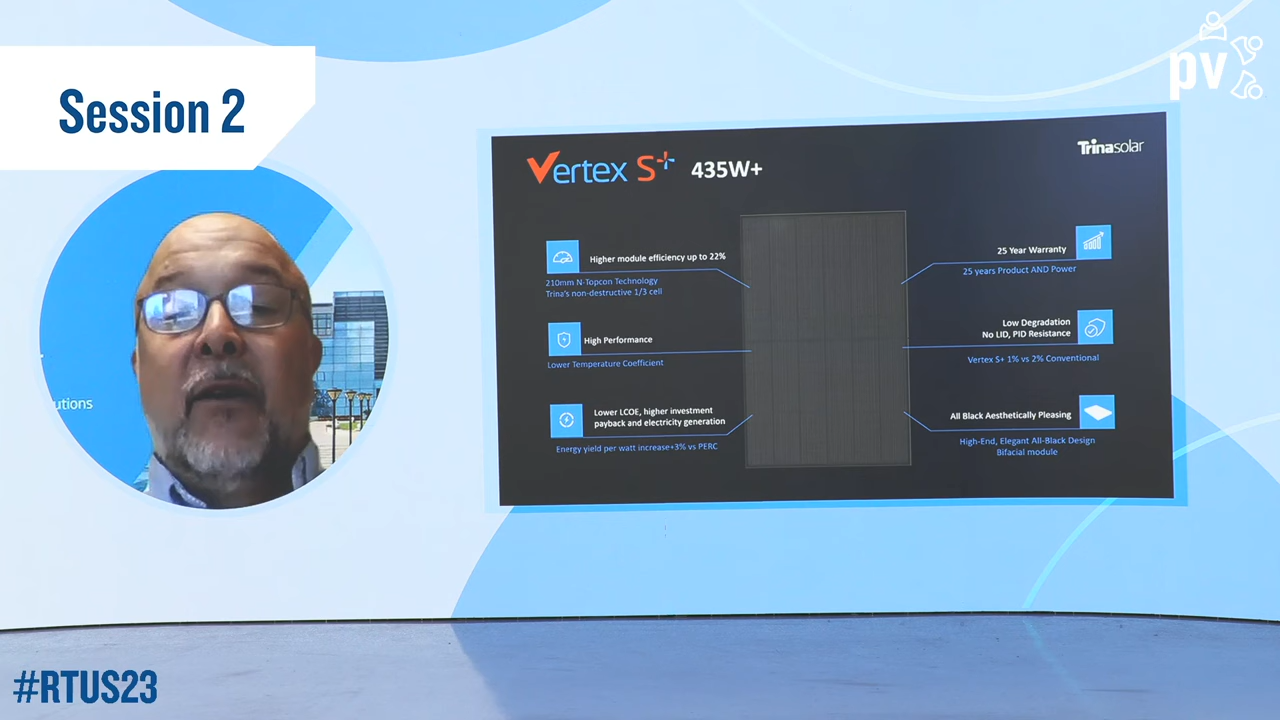 Session 2
pv
utions
Vertex S+ 435W+
Trinasolar
Higher module efficiency up to 22%
210mm N-Topcon Technology
Trina's non-destructive 1/3 cell
High Performance
Lower Temperature Coefficient
Lower LCOE, higher investment
payback and electricity generation
Energy yield per watt increase+3% vs PERC
25 Year Warranty
25 years Product AND Power
Low Degradation
No LID, PID Resistance
Vertex S+ 1% vs 2% Conventional
All Black Aesthetically Pleasing
High-End, Elegant All-Black Design
Bifacial module
#RTUS23